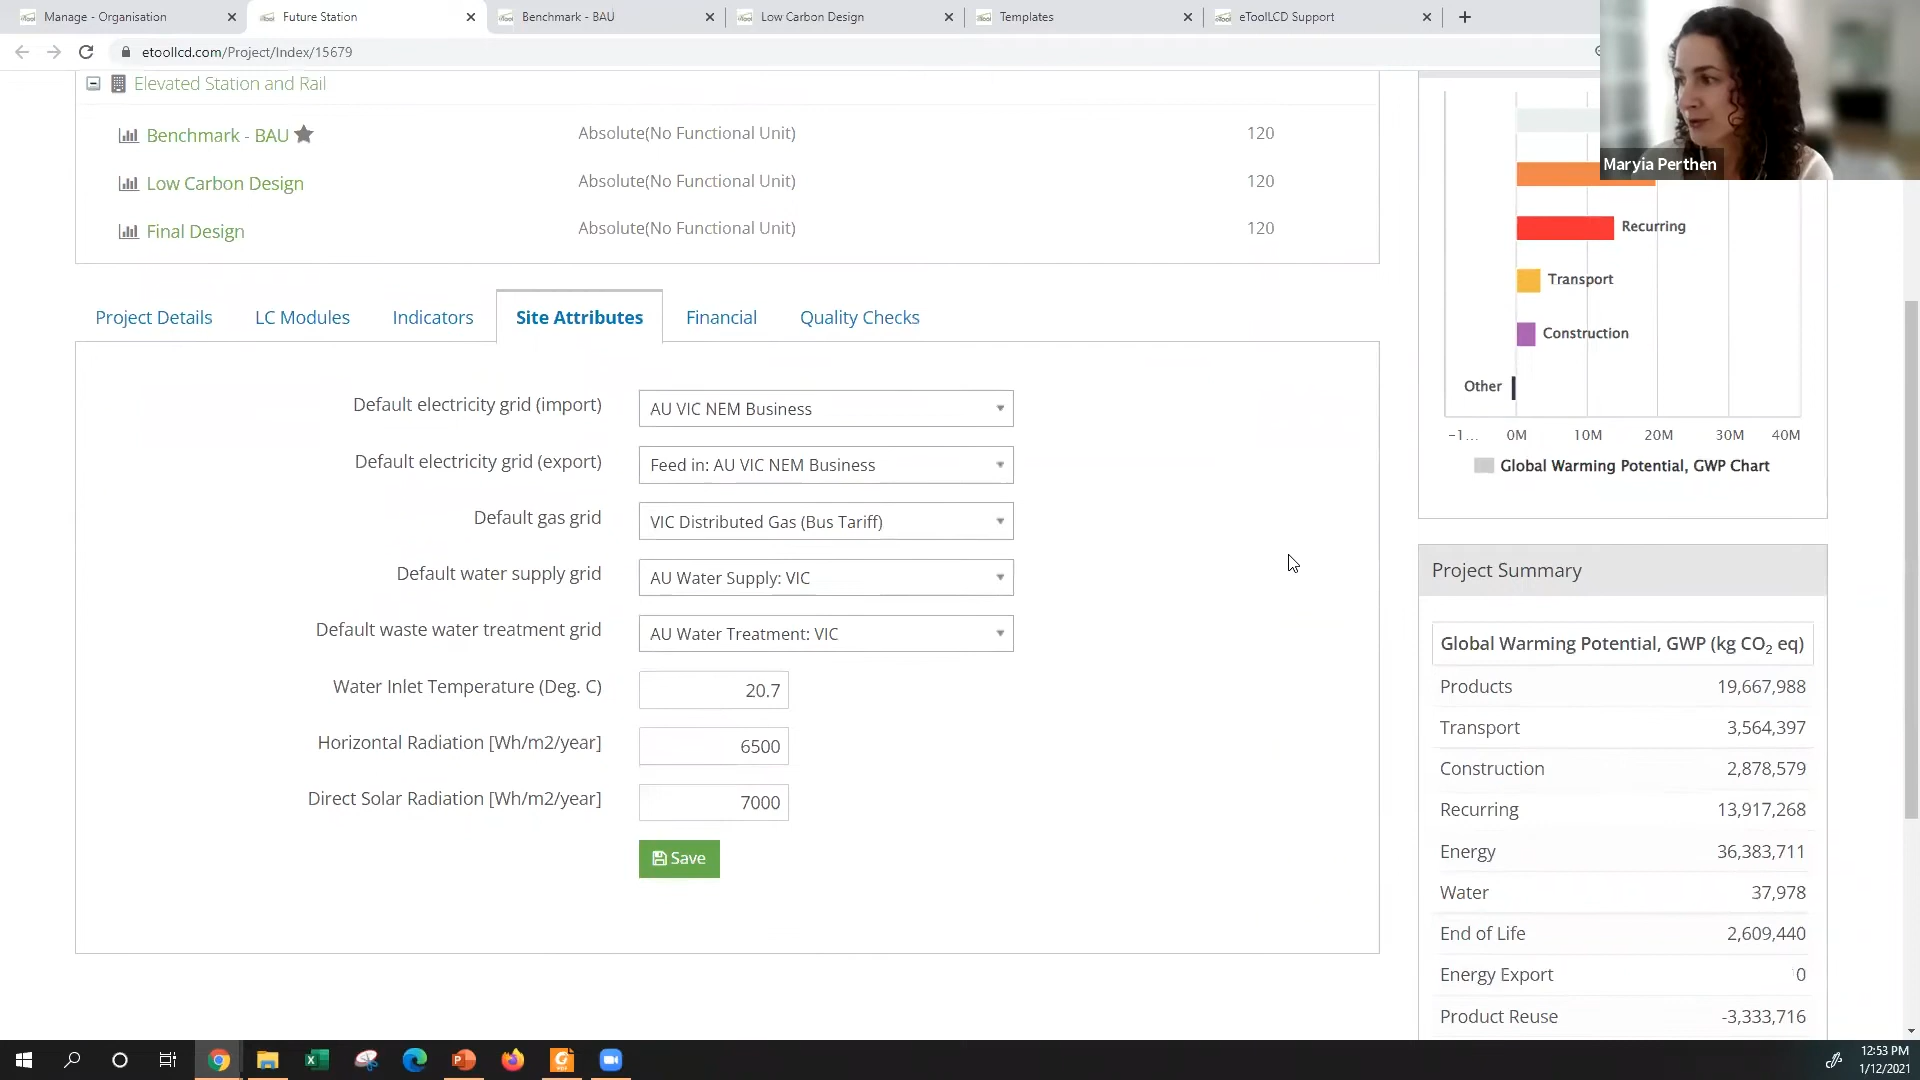 Manage - Organisation
Future Station
Benchmark - BAU
Low Carbon Design
Templates
eToolLCD Support
etoollcd.com/Project/Index/15679
Maryia Perthen
Elevated Station and Rail
Benchmark - BAU Absolute(No Functional Unit) 120
Low Carbon Design Absolute(No Functional Unit) 120
Final Design Absolute(No Functional Unit) 120
Project Details LC Modules Indicators Site Attributes Financial Quality Checks
Default electricity grid (import) AU VIC NEM Business
Default electricity grid (export) Feed in: AU VIC NEM Business
Default gas grid VIC Distributed Gas (Bus Tariff)
Default water supply grid AU Water Supply: VIC
Default waste water treatment grid AU Water Treatment: VIC
Water Inlet Temperature (Deg. C) 20.7
Horizontal Radiation [Wh/m2/year] 6500
Direct Solar Radiation [Wh/m2/year] 7000
Save
Recurring
Transport
Construction
Other
-1... 0M 10M 20M 30M 40M
Global Warming Potential, GWP Chart
Project Summary
Global Warming Potential, GWP (kg CO2 eq)
Products 19,667,988
Transport 3,564,397
Construction 2,878,579
Recurring 13,917,268
Energy 36,383,711
Water 37,978
End of Life 2,609,440
Energy Export 0
Product Reuse -3,333,716
12:53 PM
1/12/2021